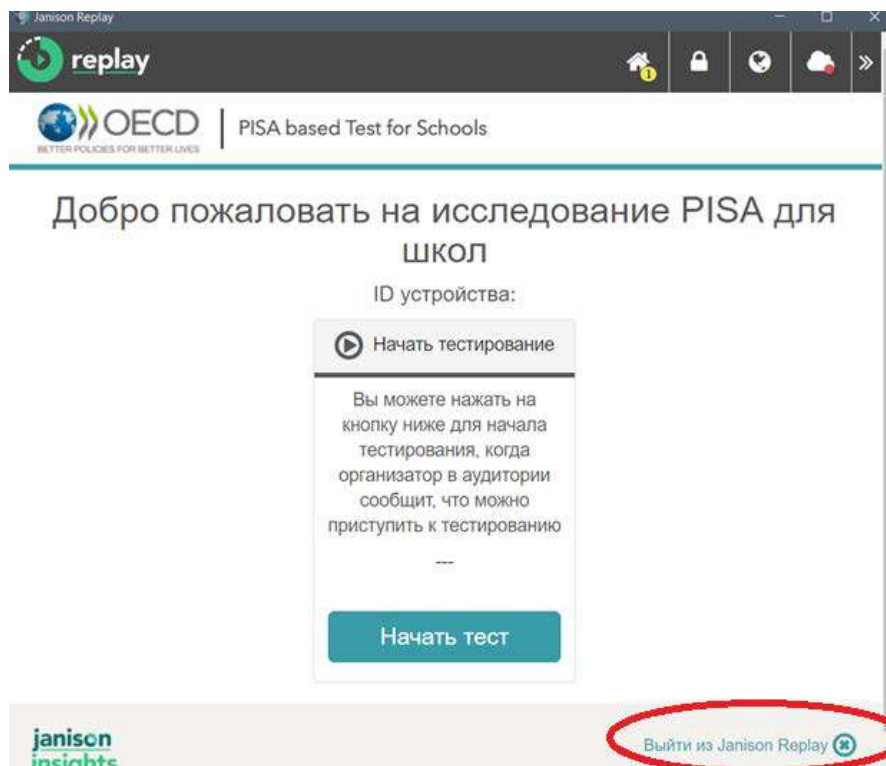 Janison Replay
replay
1
OECD
BETTER POLICIES FOR BETTER LIVES
PISA based Test for Schools
Добро пожаловать на исследование PISA для
школ
ID устройства:
Начать тестирование
Вы можете нажать на
кнопку ниже для начала
тестирования, когда
организатор в аудитории
сообщит, что можно
приступить к тестированию
---
Начать тест
janison
insights
Выйти из Janison Replay